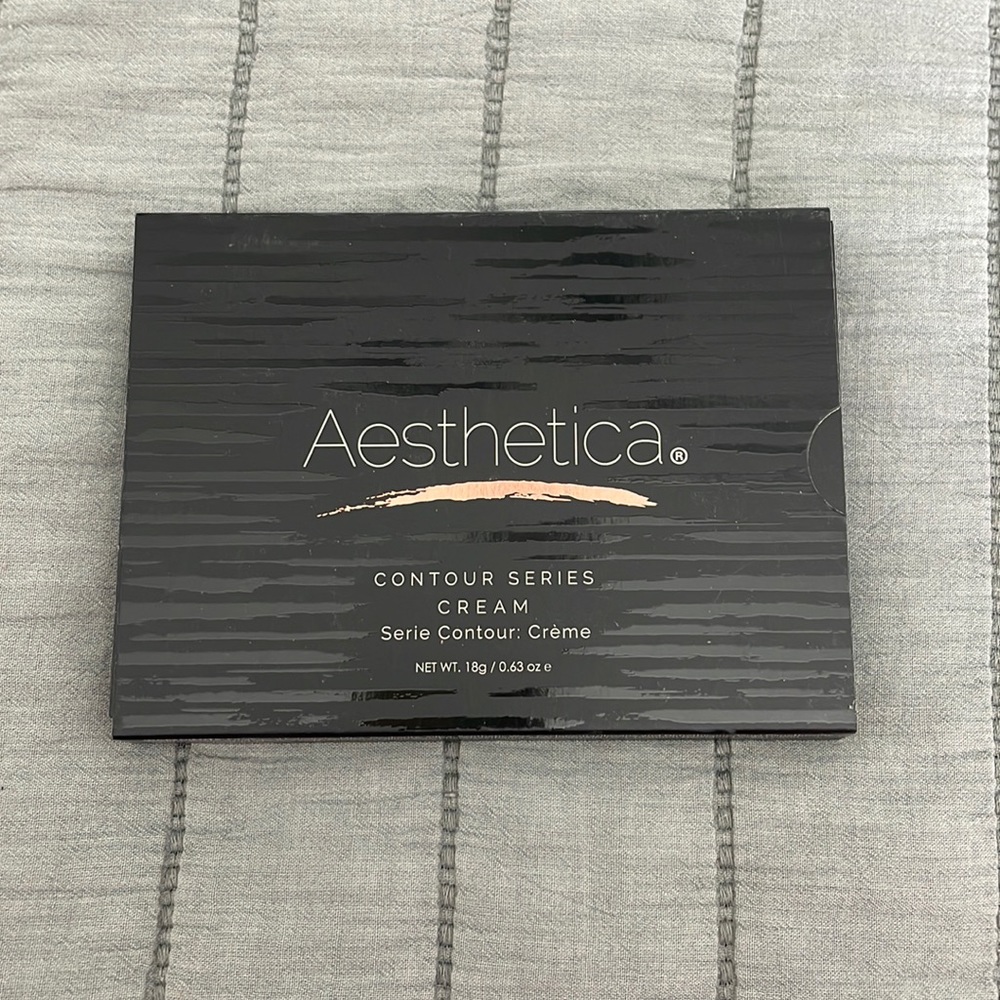 Aesthetica®
CONTOUR SERIES
CREAM
Serie Contour: Crème
NET WT. 18g / 0.63 oz e